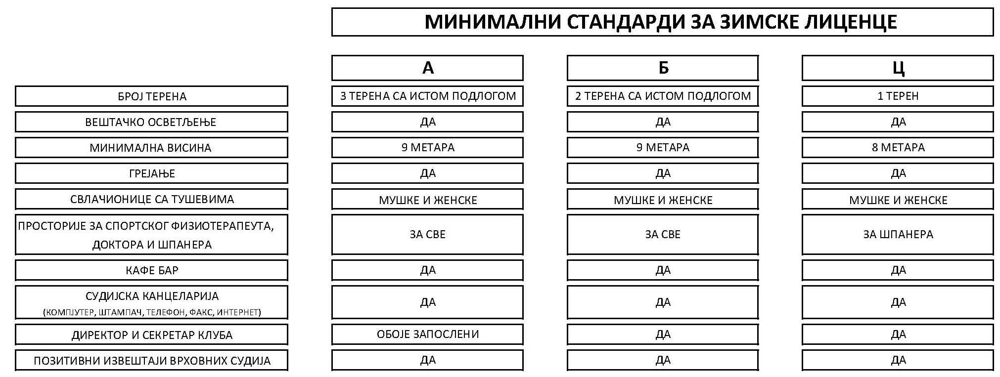 МИНИМАЛНИ СТАНДАРДИ ЗА ЗИМСКЕ ЛИЦЕНЦЕ
А Б Ц
БРОЈ ТЕРЕНА 3 ТЕРЕНА СА ИСТОМ ПОДЛОГОМ 2 ТЕРЕНА СА ИСТОМ ПОДЛОГОМ 1 ТЕРЕН
ВЕШТАЧКО ОСВЕТЉЕЊЕ ДА ДА ДА
МИНИМАЛНА ВИСИНА 9 МЕТАРА 9 МЕТАРА 8 МЕТАРА
ГРЕЈАЊЕ ДА ДА ДА
СВЛАЧИОНИЦЕ СА ТУШЕВИМА МУШКЕ И ЖЕНСКЕ МУШКЕ И ЖЕНСКЕ МУШКЕ И ЖЕНСКЕ
ПРОСТОРИЈЕ ЗА СПОРТСКОГ ФИЗИОТЕРАПЕУТА,
ДОКТОРА И ШПАНЕРА
ЗА СВЕ ЗА СВЕ ЗА ШПАНЕРА
КАФЕ БАР ДА ДА ДА
СУДИЈСКА КАНЦЕЛАРИЈА
(КОМПЈУТЕР, ШТАМПАЧ, ТЕЛЕФОН, ФАКС, ИНТЕРНЕТ)
ДА ДА ДА
ДИРЕКТОР И СЕКРЕТАР КЛУБА ОБОЈЕ ЗАПОСЛЕНИ ДА ДА
ПОЗИТИВНИ ИЗВЕШТАЈИ ВРХОВНИХ СУДИЈА ДА ДА ДА